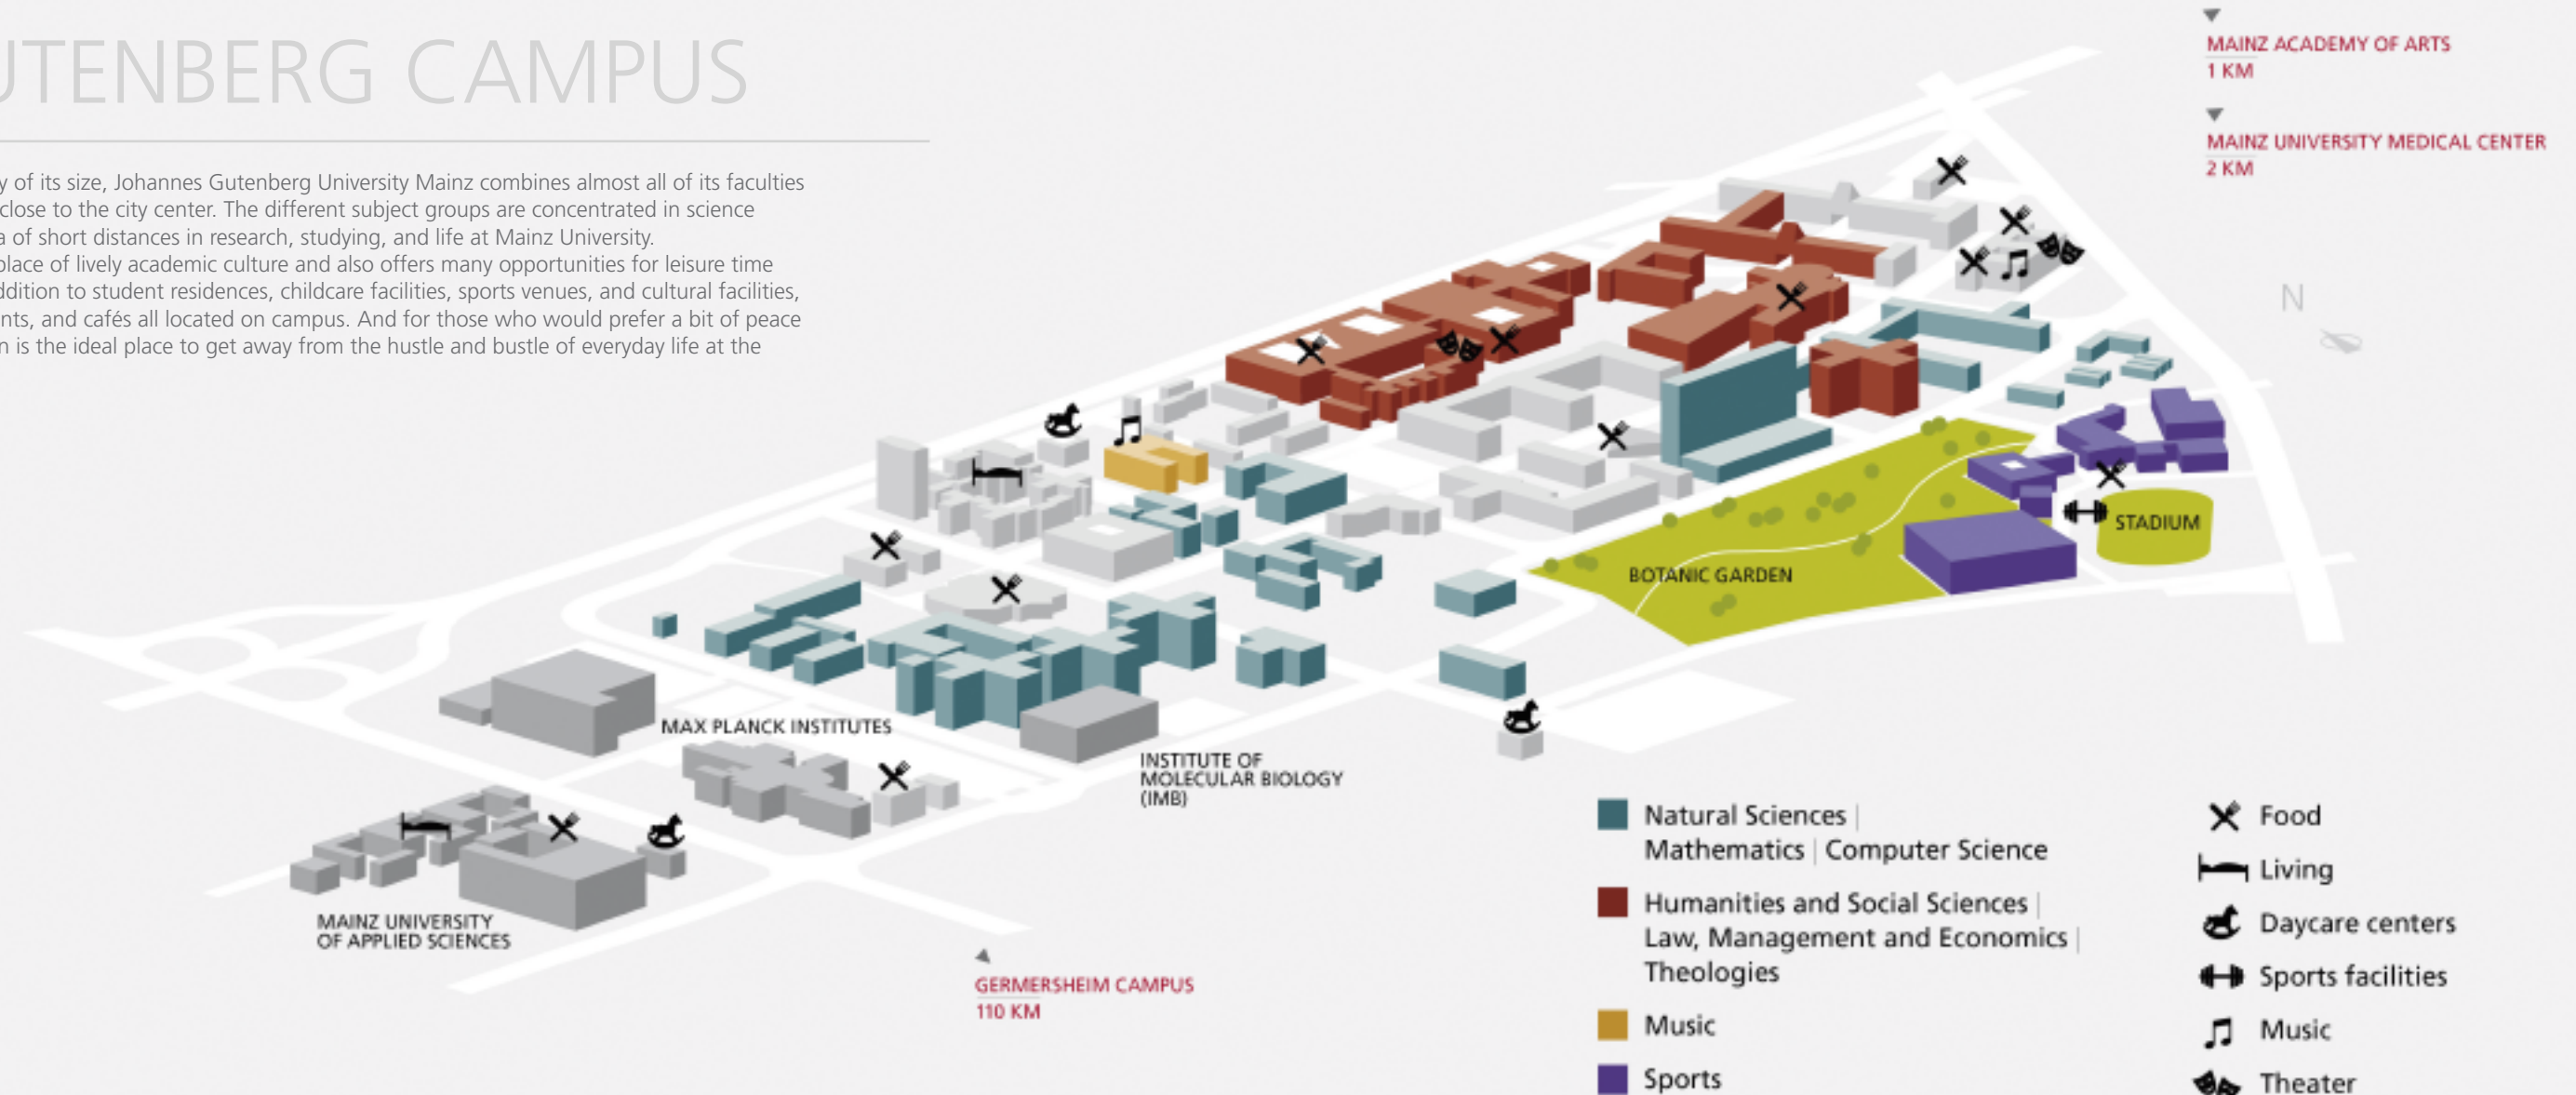 UTENBERG CAMPUS
y of its size, Johannes Gutenberg University Mainz combines almost all of its faculties
close to the city center. The different subject groups are concentrated in science
a of short distances in research, studying, and life at Mainz University.
place of lively academic culture and also offers many opportunities for leisure time
ddition to student residences, childcare facilities, sports venues, and cultural facilities,
nts, and cafés all located on campus. And for those who would prefer a bit of peace
n is the ideal place to get away from the hustle and bustle of everyday life at the
MAINZ ACADEMY OF ARTS
1 KM
MAINZ UNIVERSITY MEDICAL CENTER
2 KM
N
STADIUM
BOTANIC GARDEN
MAX PLANCK INSTITUTES
INSTITUTE OF
MOLECULAR BIOLOGY
(IMB)
MAINZ UNIVERSITY
OF APPLIED SCIENCES
GERMERSHEIM CAMPUS
110 KM
Natural Sciences |
Mathematics | Computer Science
Humanities and Social Sciences |
Law, Management and Economics |
Theologies
Music
Sports
Food
Living
Daycare centers
Sports facilities
Music
Theater